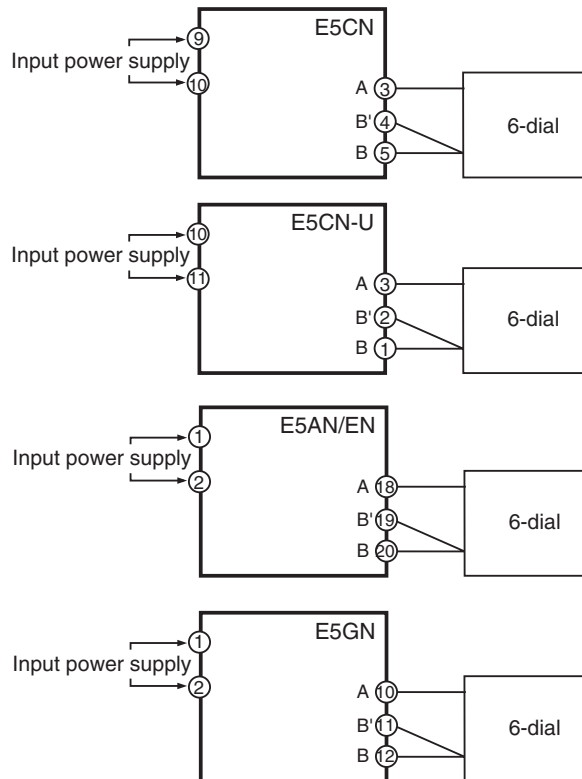 E5CN
9
Input power supply
10
A 3
B' 4
B 5
6-dial
E5CN-U
10
Input power supply
11
A 3
B' 2
B 1
6-dial
E5AN/EN
1
Input power supply
2
A 18
B' 19
B 20
6-dial
E5GN
1
Input power supply
2
A 10
B' 11
B 12
6-dial